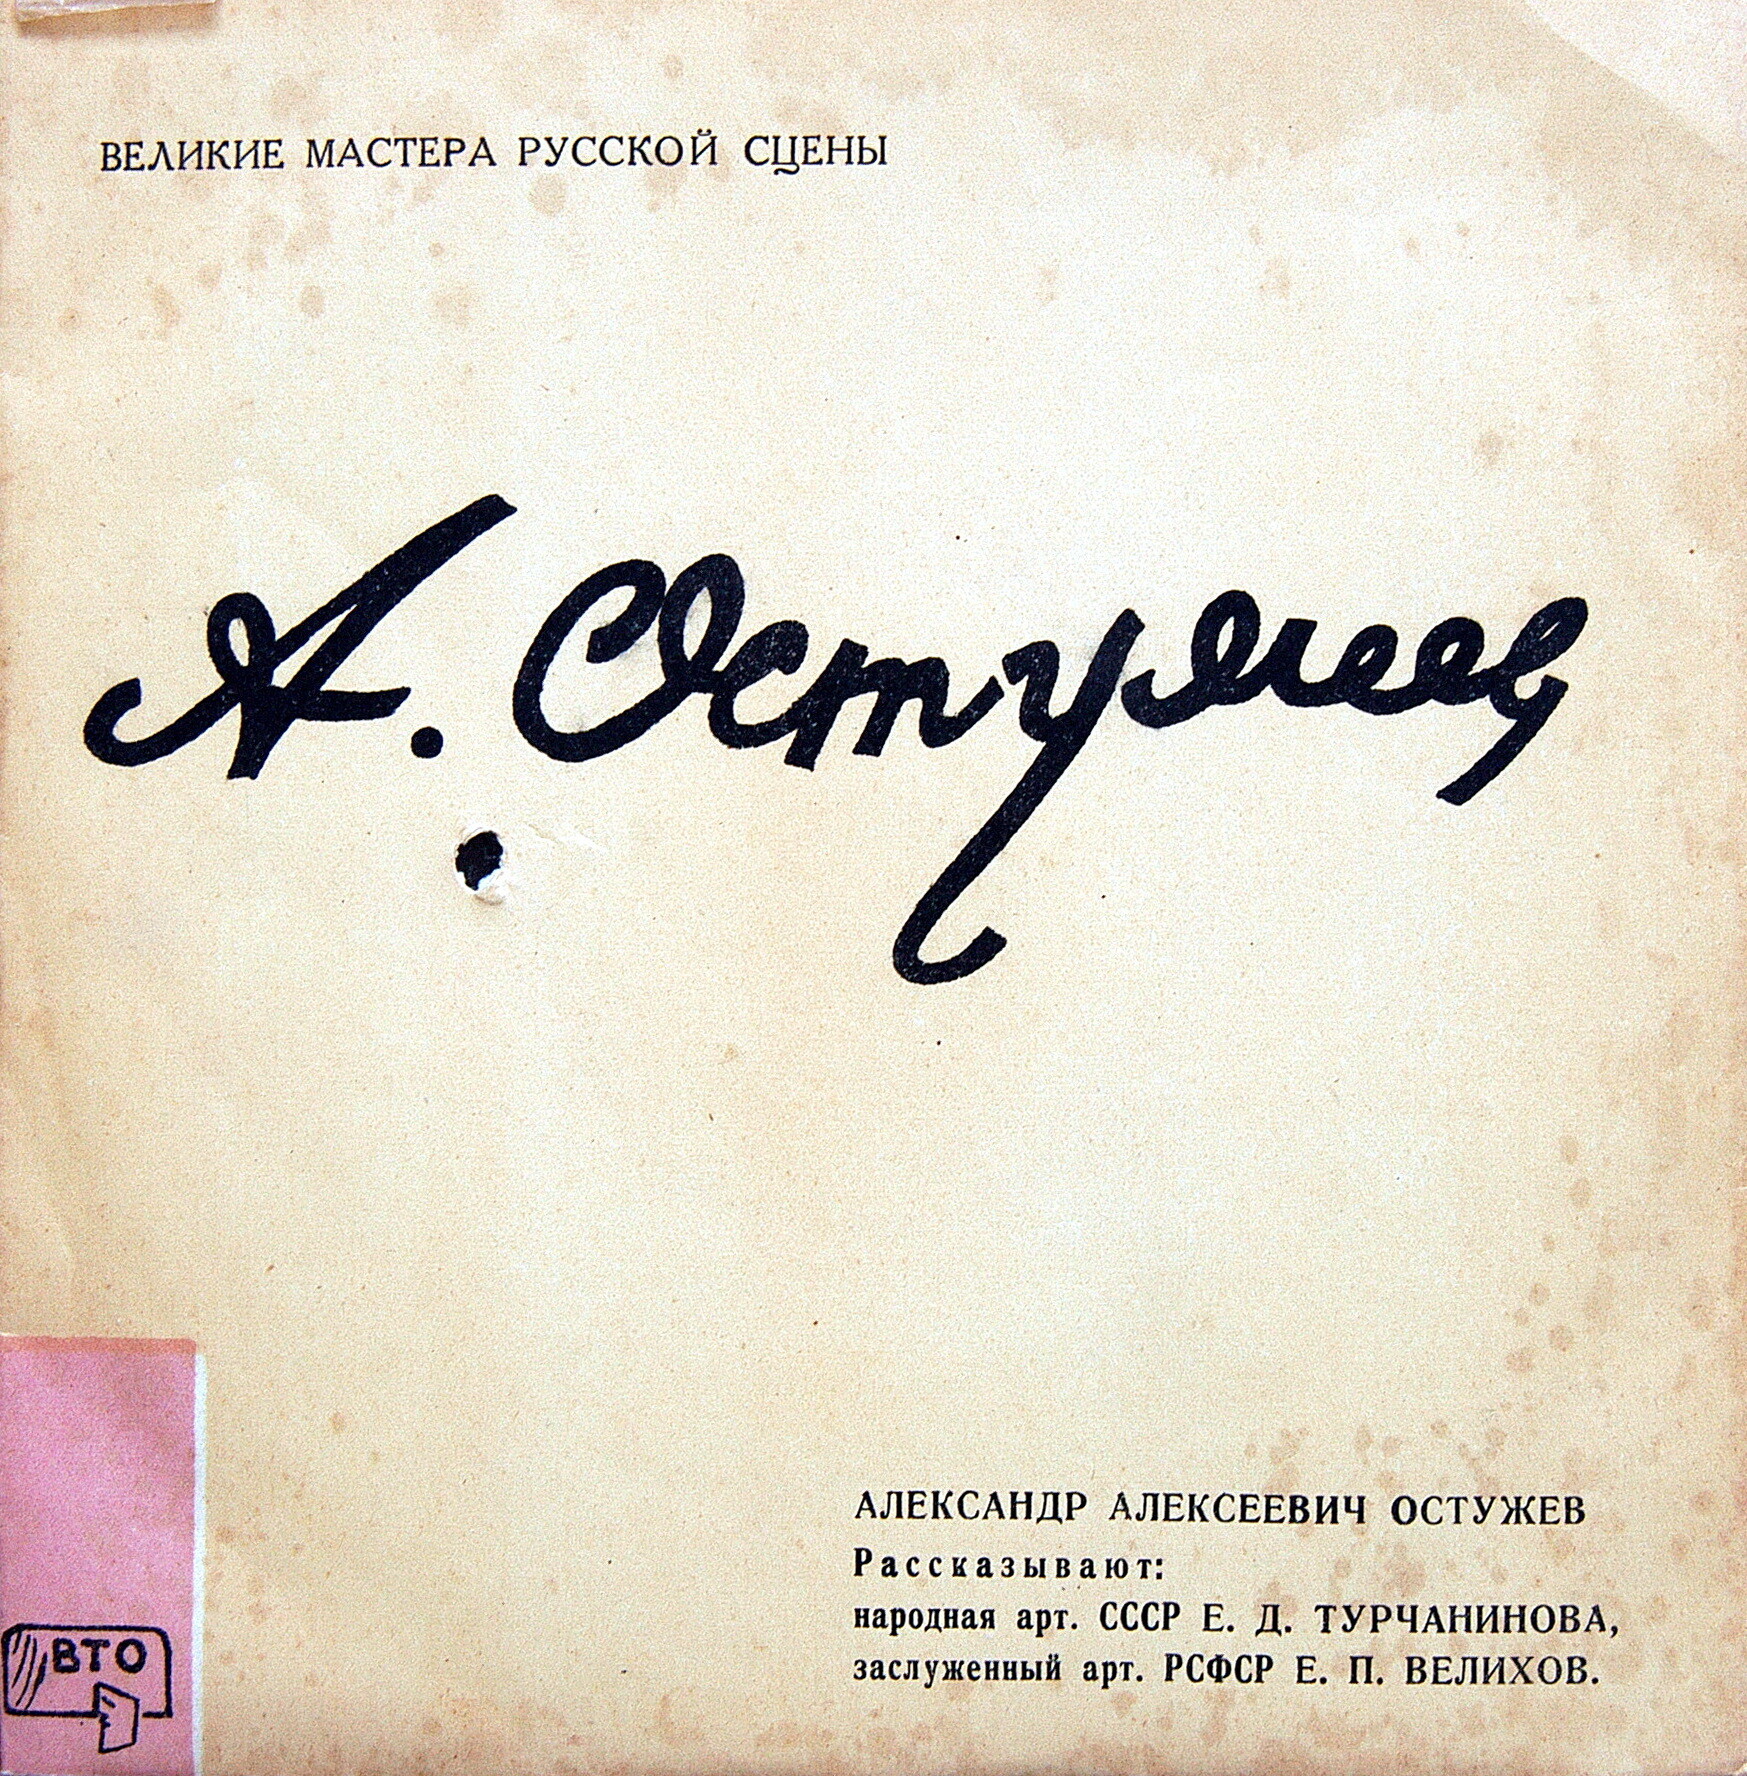 ВЕЛИКИЕ МАСТЕРА РУССКОЙ СЦЕНЫ
А. Остужев
АЛЕКСАНДР АЛЕКСЕЕВИЧ ОСТУЖЕВ
Рассказывают:
народная арт. СССР Е. Д. ТУРЧАНИНОВА,
заслуженный арт. РСФСР Е. П. ВЕЛИХОВ.
ВТО